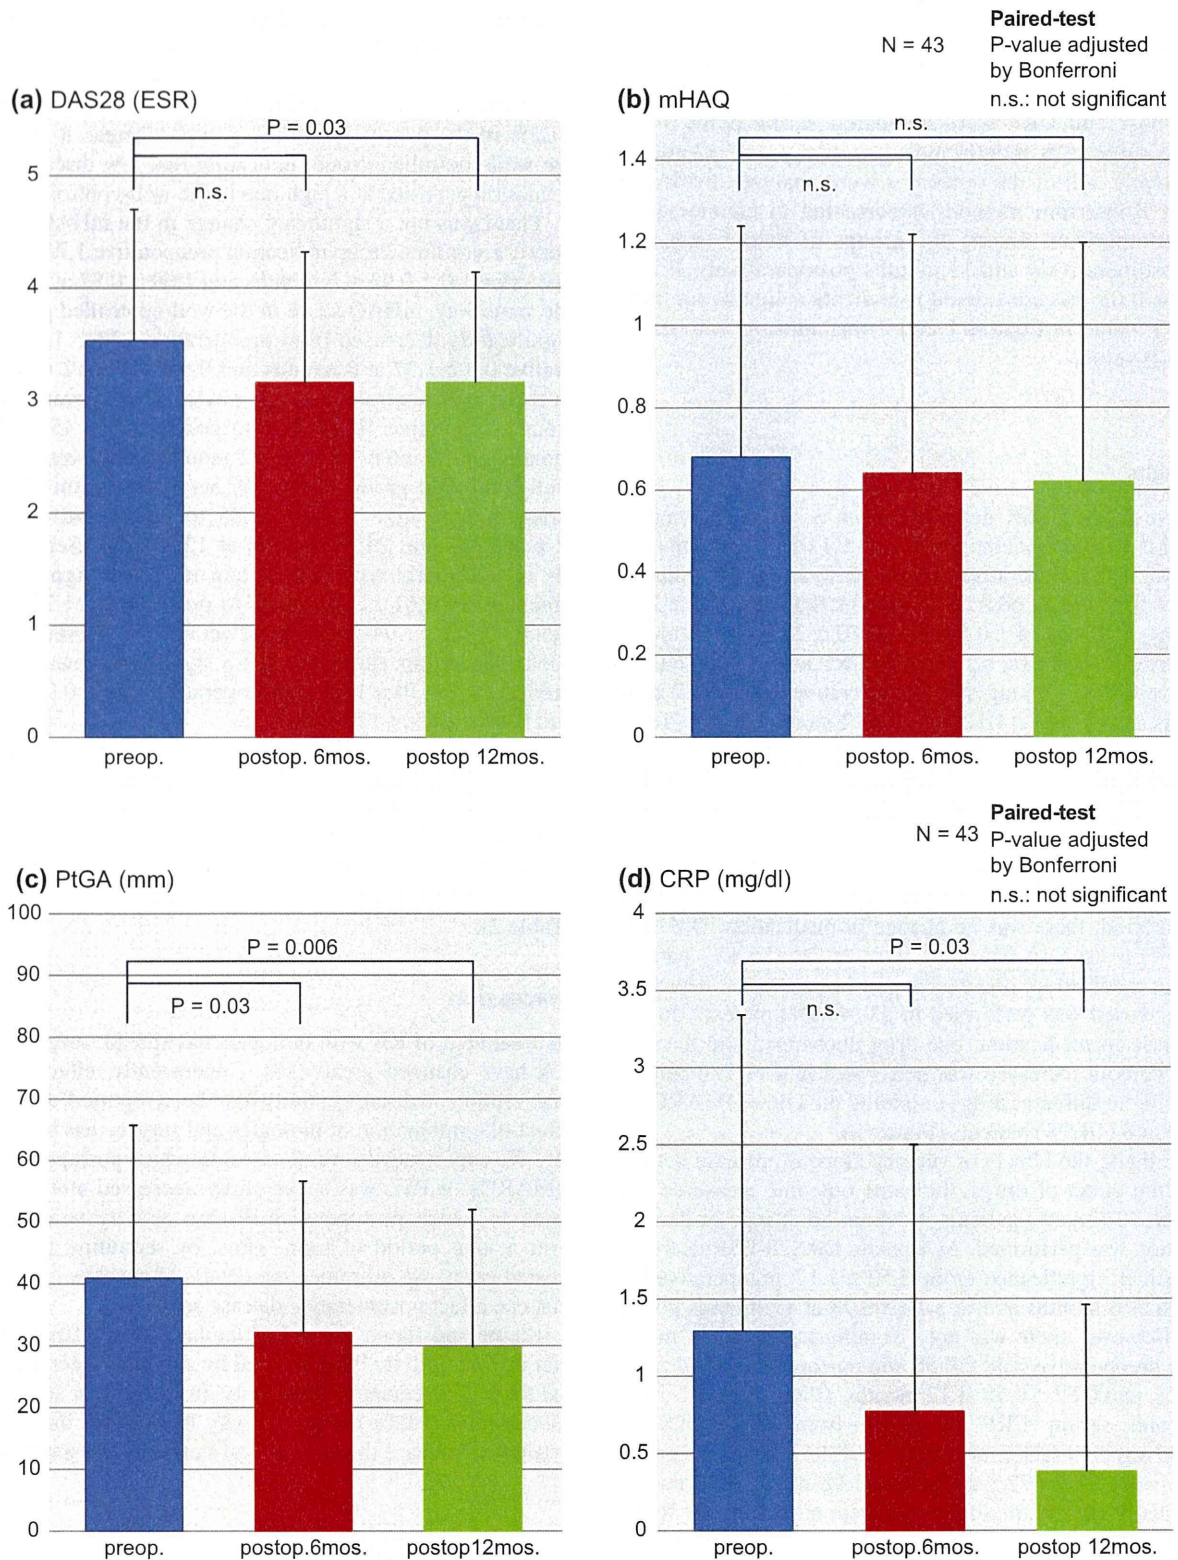 N = 43
Paired-test
P-value adjusted
by Bonferroni
n.s.: not significant
(a) DAS28 (ESR)
P = 0.03
n.s.
5
4
3
2
1
0
preop.
postop. 6mos.
postop 12mos.
(b) mHAQ
n.s.
n.s.
1.4
1.2
1
0.8
0.6
0.4
0.2
0
preop.
postop. 6mos.
postop 12mos.
N = 43
Paired-test
P-value adjusted
by Bonferroni
n.s.: not significant
(c) PtGA (mm)
100
P = 0.006
90
P = 0.03
80
70
60
50
40
30
20
10
0
preop.
postop.6mos.
postop12mos.
(d) CRP (mg/dl)
4
P = 0.03
3.5
n.s.
3
2.5
2
1.5
1
0.5
0
preop.
postop.6mos.
postop 12mos.